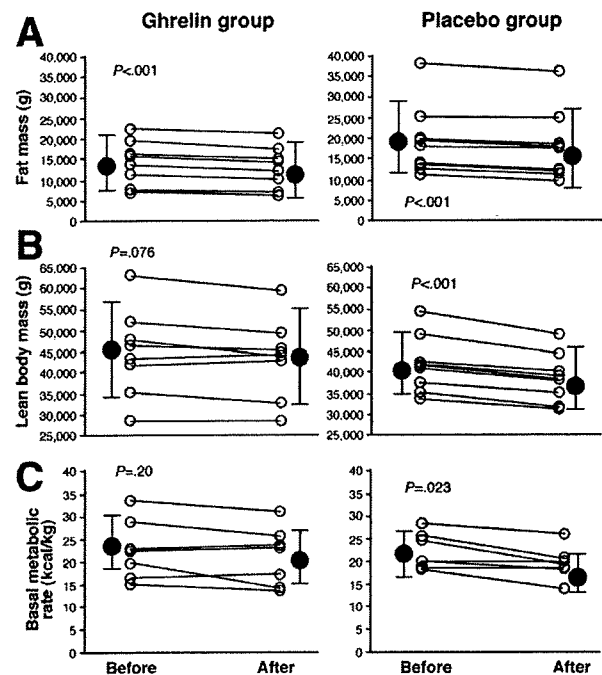 Ghrelin group
Placebo group
A
Fat mass (g)
40,000
35,000
30,000
25,000
20,000
15,000
10,000
5,000
0
P<.001
40,000
35,000
30,000
25,000
20,000
15,000
10,000
5,000
0
P<.001
B
Lean body mass (g)
65,000
60,000
55,000
50,000
45,000
40,000
35,000
30,000
25,000
P=.076
65,000
60,000
55,000
50,000
45,000
40,000
35,000
30,000
25,000
P<.001
C
Basal metabolic
rate (kcal/kg)
40
35
30
25
20
15
10
5
0
P=.20
40
35
30
25
20
15
10
5
0
P=.023
Before
After
Before
After